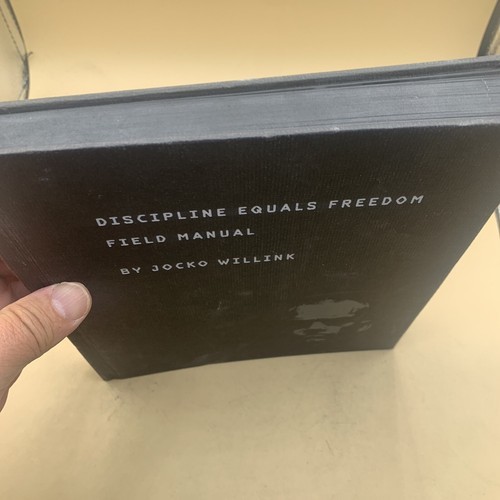 DISCIPLINE EQUALS FREEDOM
FIELD MANUAL
BY JOCKO WILLINK